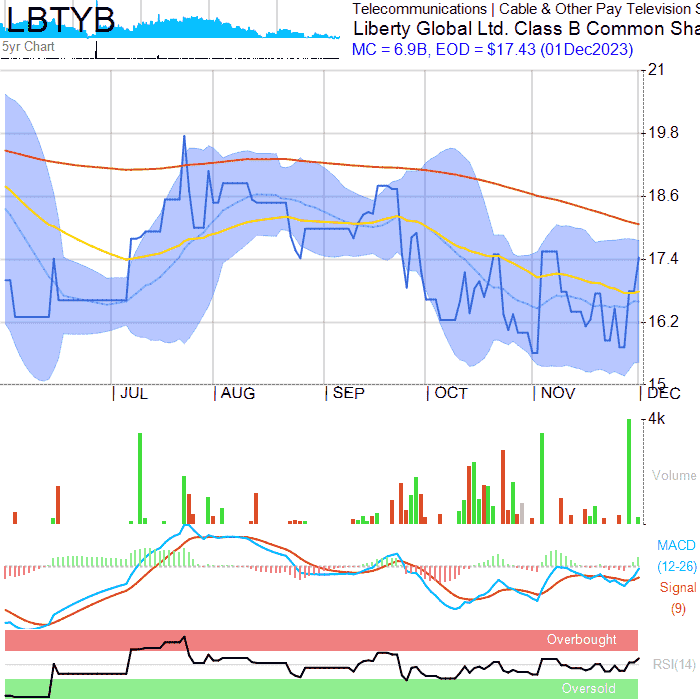 LBTYB
5yr Chart
Telecommunications | Cable & Other Pay Television S
Liberty Global Ltd. Class B Common Sha
MC = 6.9B, EOD = $17.43 (01Dec2023)
21
19.8
18.6
17.4
16.2
15
JUL AUG SEP OCT NOV DEC
4k
Volume
MACD
(12-26)
Signal
(9)
Overbought
RSI(14)
Oversold